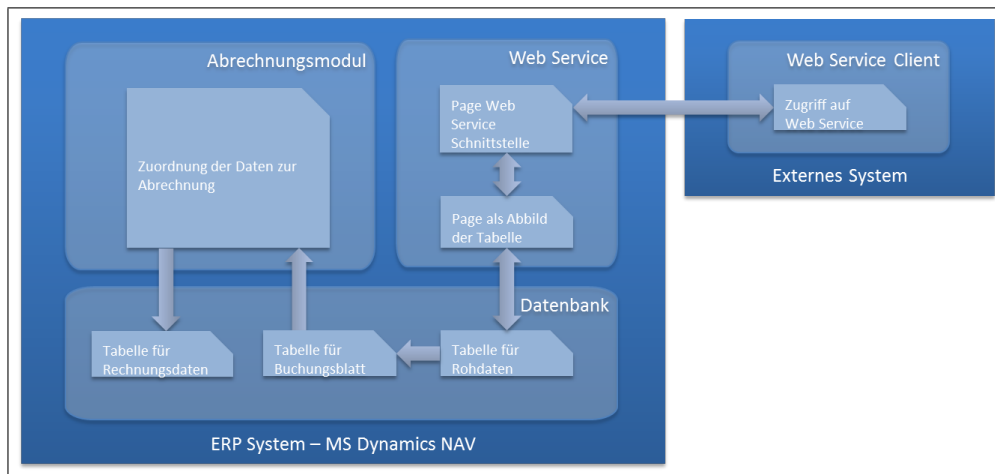 Abrechnungsmodul
Zuordnung der Daten zur
Abrechnung
Web Service
Page Web
Service
Schnittstelle
Page als Abbild
der Tabelle
Web Service Client
Zugriff auf
Web Service
Externes System
Datenbank
Tabelle für
Rechnungsdaten
Tabelle für
Buchungsblatt
Tabelle für
Rohdaten
ERP System – MS Dynamics NAV